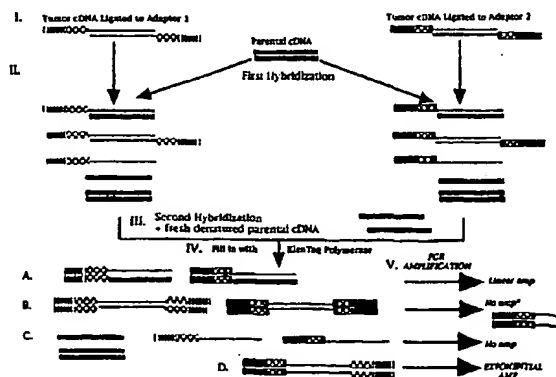 I.
Tumor cDNA Ligated to Adaptor 1
Tumor cDNA Ligated to Adaptor 2
Parental cDNA
First Hybridization
II.
III. Second Hybridization
+ fresh denatured parental cDNA
IV. Fill in with KlenTaq Polymerase
V. PCR
AMPLIFICATION
A.
Linear amp
B.
No amp*
C.
No amp
D.
EXPONENTIAL
AMP